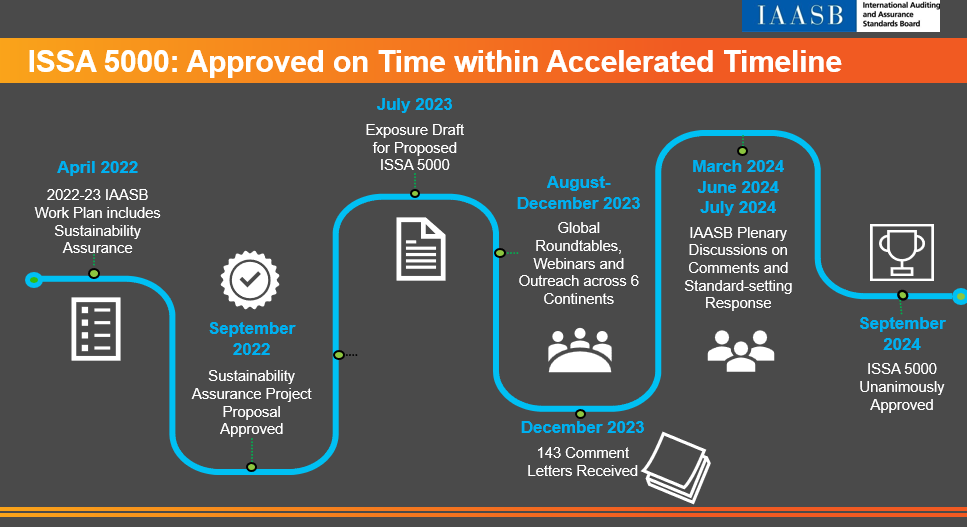 IAASB
International Auditing
and Assurance
Standards Board
ISSA 5000: Approved on Time within Accelerated Timeline
April 2022
2022-23 IAASB
Work Plan includes
Sustainability
Assurance
September
2022
Sustainability
Assurance Project
Proposal
Approved
July 2023
Exposure Draft
for Proposed
ISSA 5000
August-
December 2023
Global
Roundtables,
Webinars and
Outreach across 6
Continents
December 2023
143 Comment
Letters Received
March 2024
June 2024
July 2024
IAASB Plenary
Discussions on
Comments and
Standard-setting
Response
September
2024
ISSA 5000
Unanimously
Approved